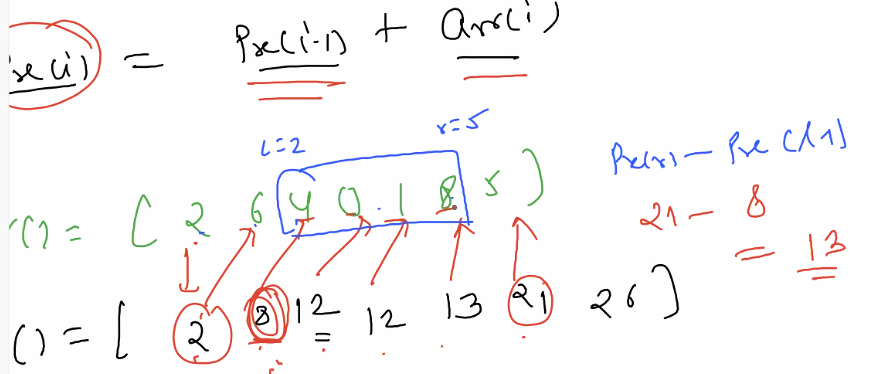 re(i) = Pre(i-1) + arr(i)
l=2 r=5
Pre(r) - Pre(l-1)
r() = [ 2 6 4 0 1 8 5 ]
21 - 8
= 13
() = [ 2 8 12 12 13 21 26 ]